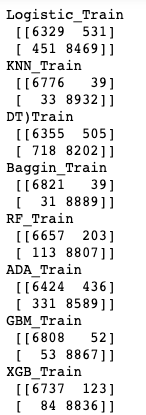 Logistic_Train
[[6329 531]
[ 451 8469]]
KNN_Train
[[6776 39]
[ 33 8932]]
DT)Train
[[6355 505]
[ 718 8202]]
Baggin_Train
[[6821 39]
[ 31 8889]]
RF_Train
[[6657 203]
[ 113 8807]]
ADA_Train
[[6424 436]
[ 331 8589]]
GBM_Train
[[6808 52]
[ 53 8867]]
XGB_Train
[[6737 123]
[ 84 8836]]